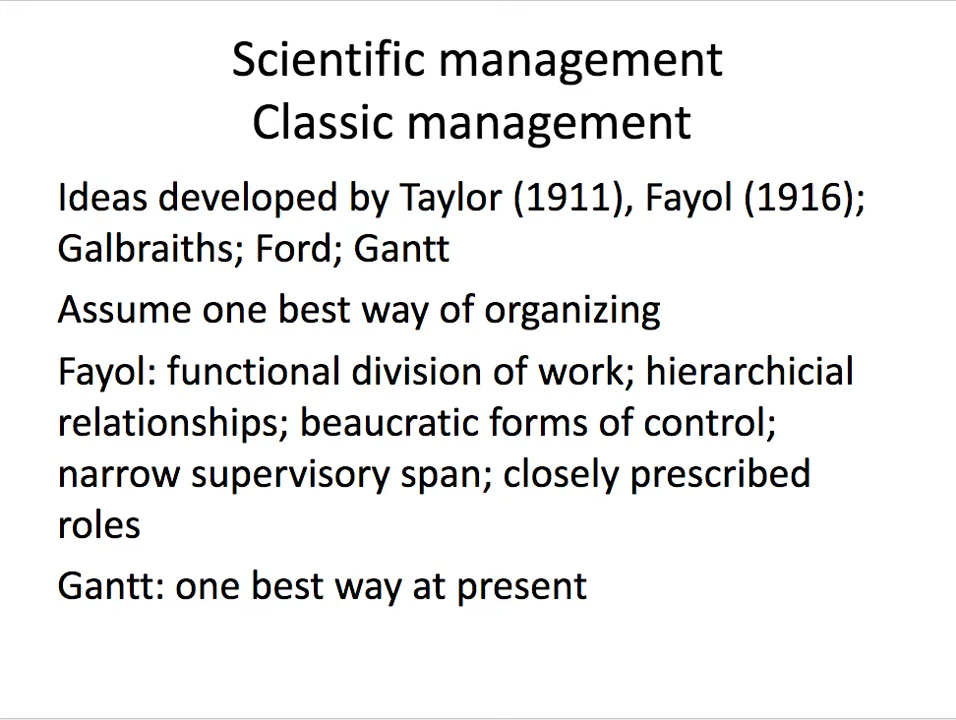 Scientific management
Classic management
Ideas developed by Taylor (1911), Fayol (1916);
Galbraiths; Ford; Gantt
Assume one best way of organizing
Fayol: functional division of work; hierarchicial
relationships; beaucratic forms of control;
narrow supervisory span; closely prescribed
roles
Gantt: one best way at present